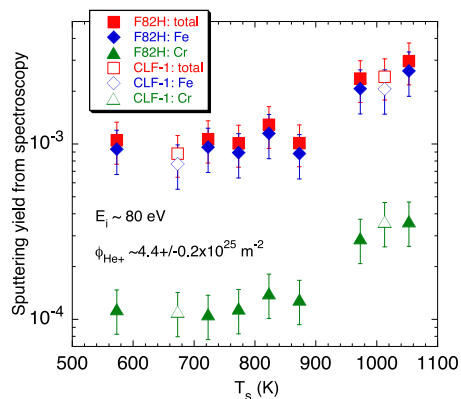 F82H: total
F82H: Fe
F82H: Cr
CLF-1: total
CLF-1: Fe
CLF-1: Cr
Sputtering yield from spectroscopy
10⁻³
10⁻⁴
E_i ~ 80 eV
ϕ_He+ ~4.4+/-0.2x10²⁵ m⁻²
500 600 700 800 900 1000 1100
T_s (K)